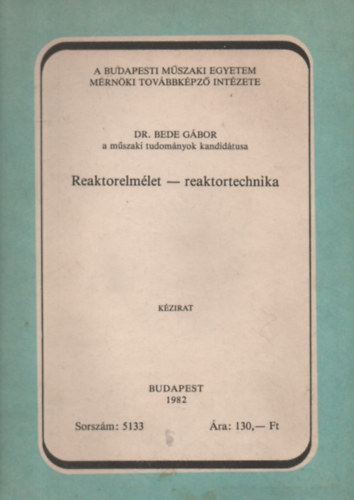 A BUDAPESTI MŰSZAKI EGYETEM
MÉRNÖKI TOVÁBBKÉPZŐ INTÉZETE
DR. BEDE GÁBOR
a műszaki tudományok kandidátusa
Reaktorelmélet — reaktortechnika
KÉZIRAT
BUDAPEST
1982
Sorszám: 5133 Ára: 130,— Ft